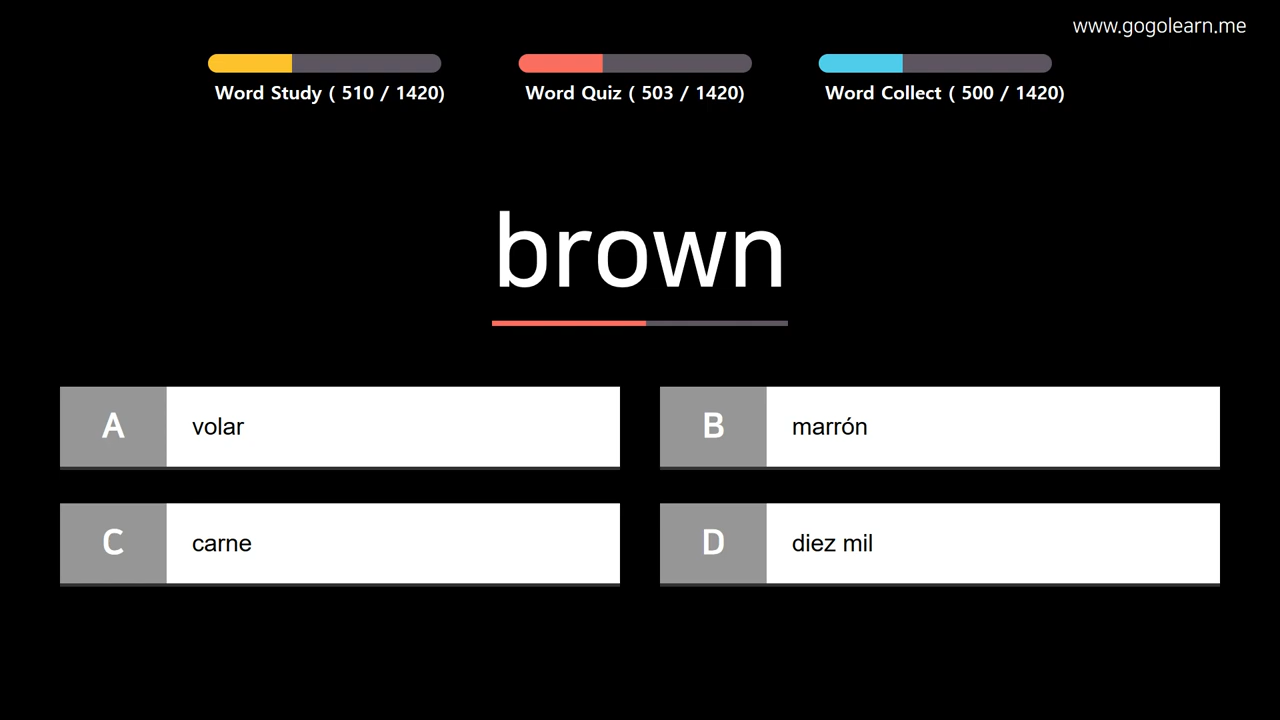 www.gogolearn.me
Word Study ( 510 / 1420)
Word Quiz ( 503 / 1420)
Word Collect ( 500 / 1420)
brown
A volar
B marrón
C carne
D diez mil